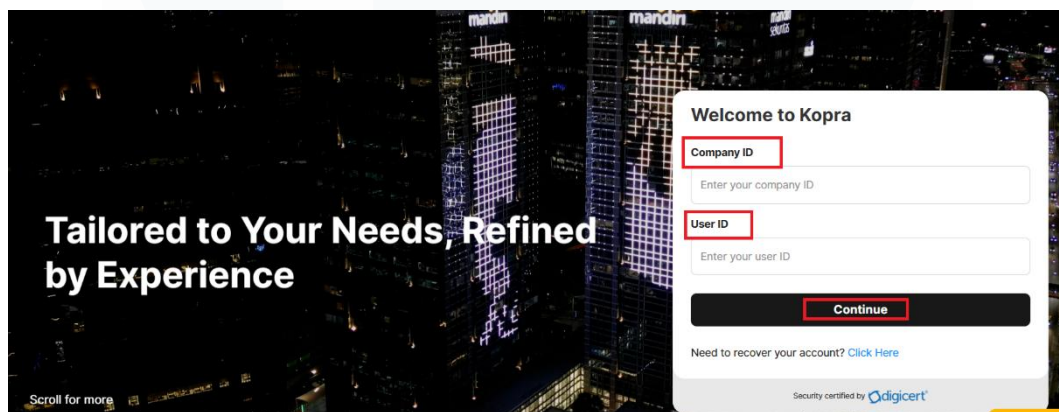 mandiri
mandiri
mandiri
sekuritas
Tailored to Your Needs, Refined
by Experience
Scroll for more
Welcome to Kopra
Company ID
Enter your company ID
User ID
Enter your user ID
Continue
Need to recover your account? Click Here
Security certified by digicert